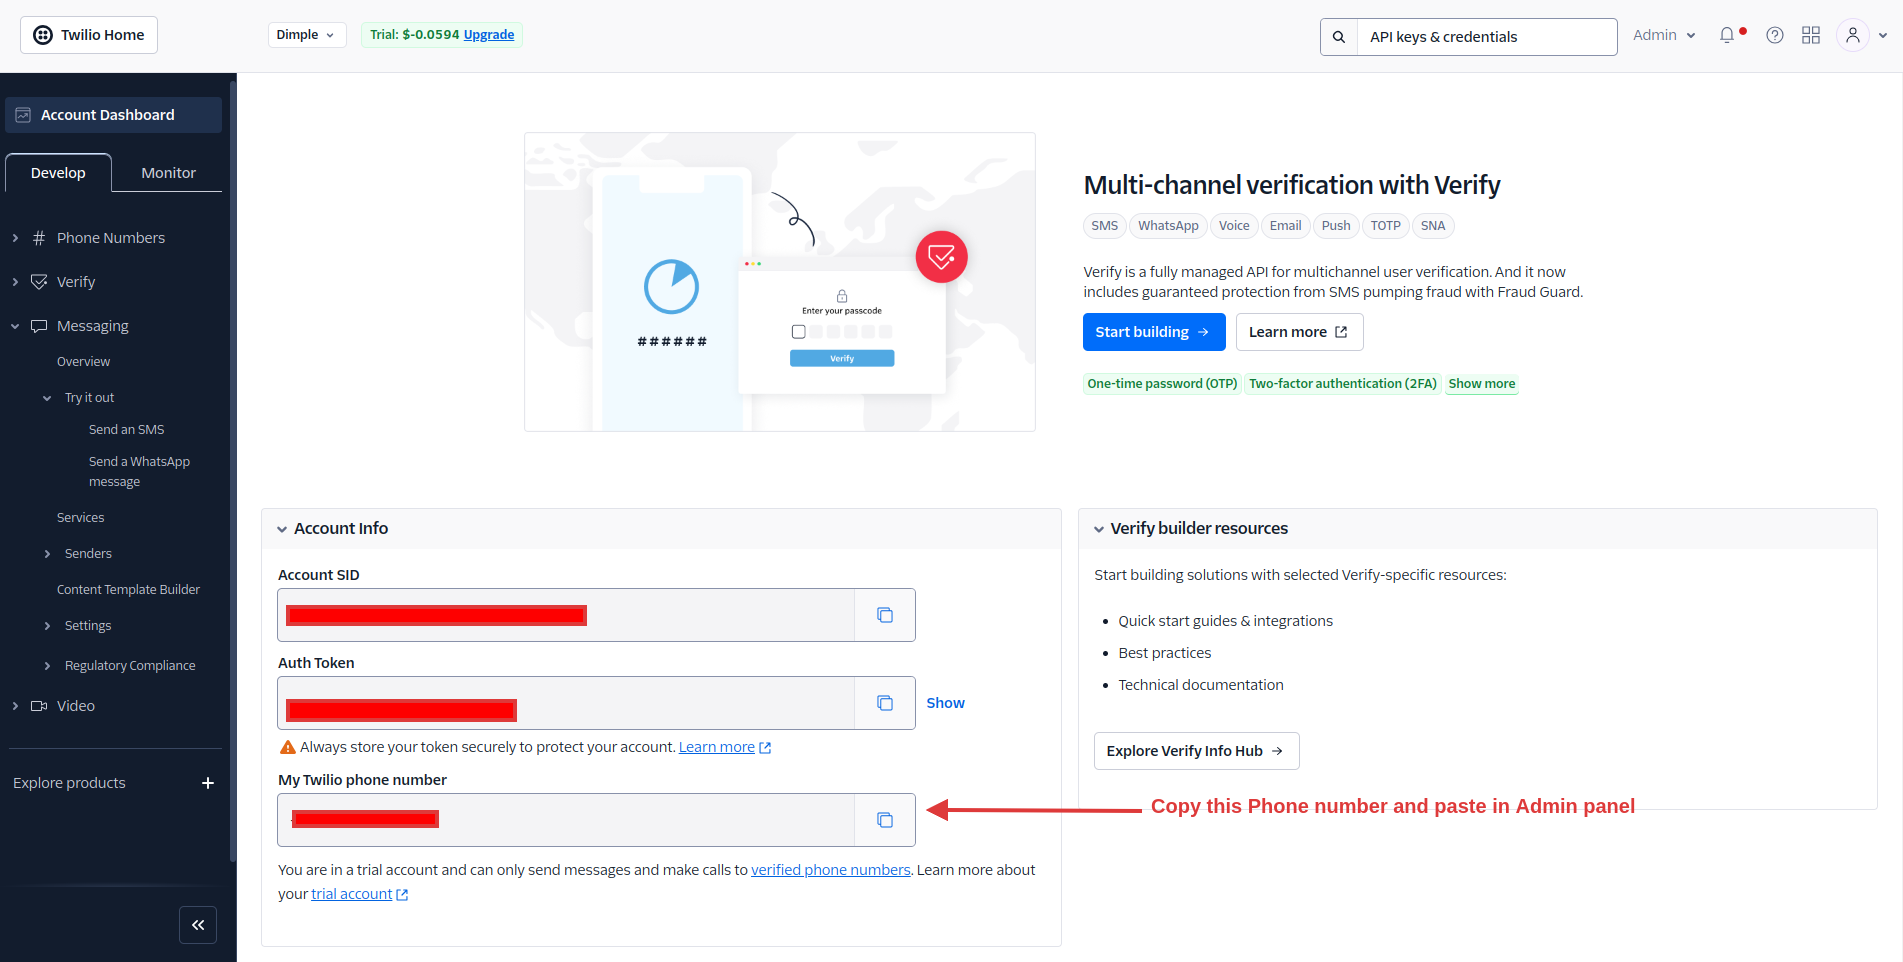 Twilio Home
Dimple
Trial: $-0.0594 Upgrade
API keys & credentials
Admin
Account Dashboard
Develop
Monitor
Phone Numbers
Verify
Messaging
Overview
Try it out
Send an SMS
Send a WhatsApp
message
Services
Senders
Content Template Builder
Settings
Regulatory Compliance
Video
Explore products
######
Enter your passcode
Verify
Multi-channel verification with Verify
SMS WhatsApp Voice Email Push TOTP SNA
Verify is a fully managed API for multichannel user verification. And it now
includes guaranteed protection from SMS pumping fraud with Fraud Guard.
Start building
Learn more
One-time password (OTP) Two-factor authentication (2FA) Show more
Account Info
Account SID
Auth Token
Show
Always store your token securely to protect your account. Learn more
My Twilio phone number
You are in a trial account and can only send messages and make calls to verified phone numbers. Learn more about
your trial account
Verify builder resources
Start building solutions with selected Verify-specific resources:
Quick start guides & integrations
Best practices
Technical documentation
Explore Verify Info Hub
Copy this Phone number and paste in Admin panel